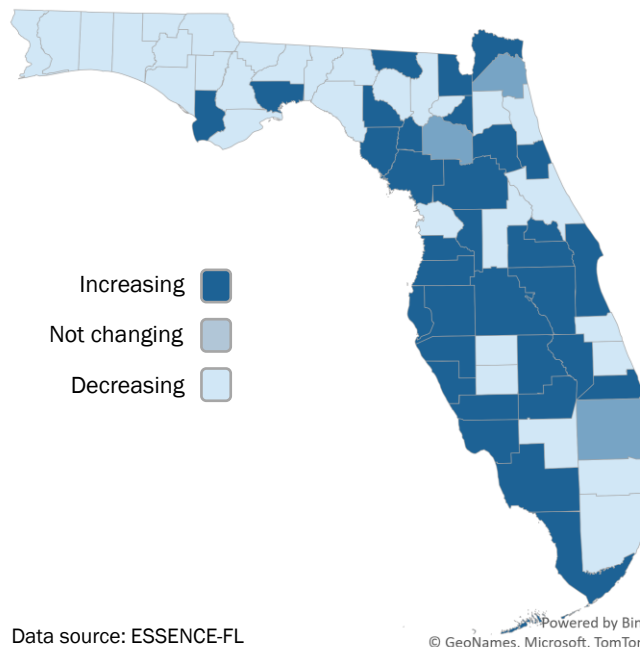 Increasing
Not changing
Decreasing
Data source: ESSENCE-FL
Powered by Bin
© GeoNames, Microsoft, TomTom